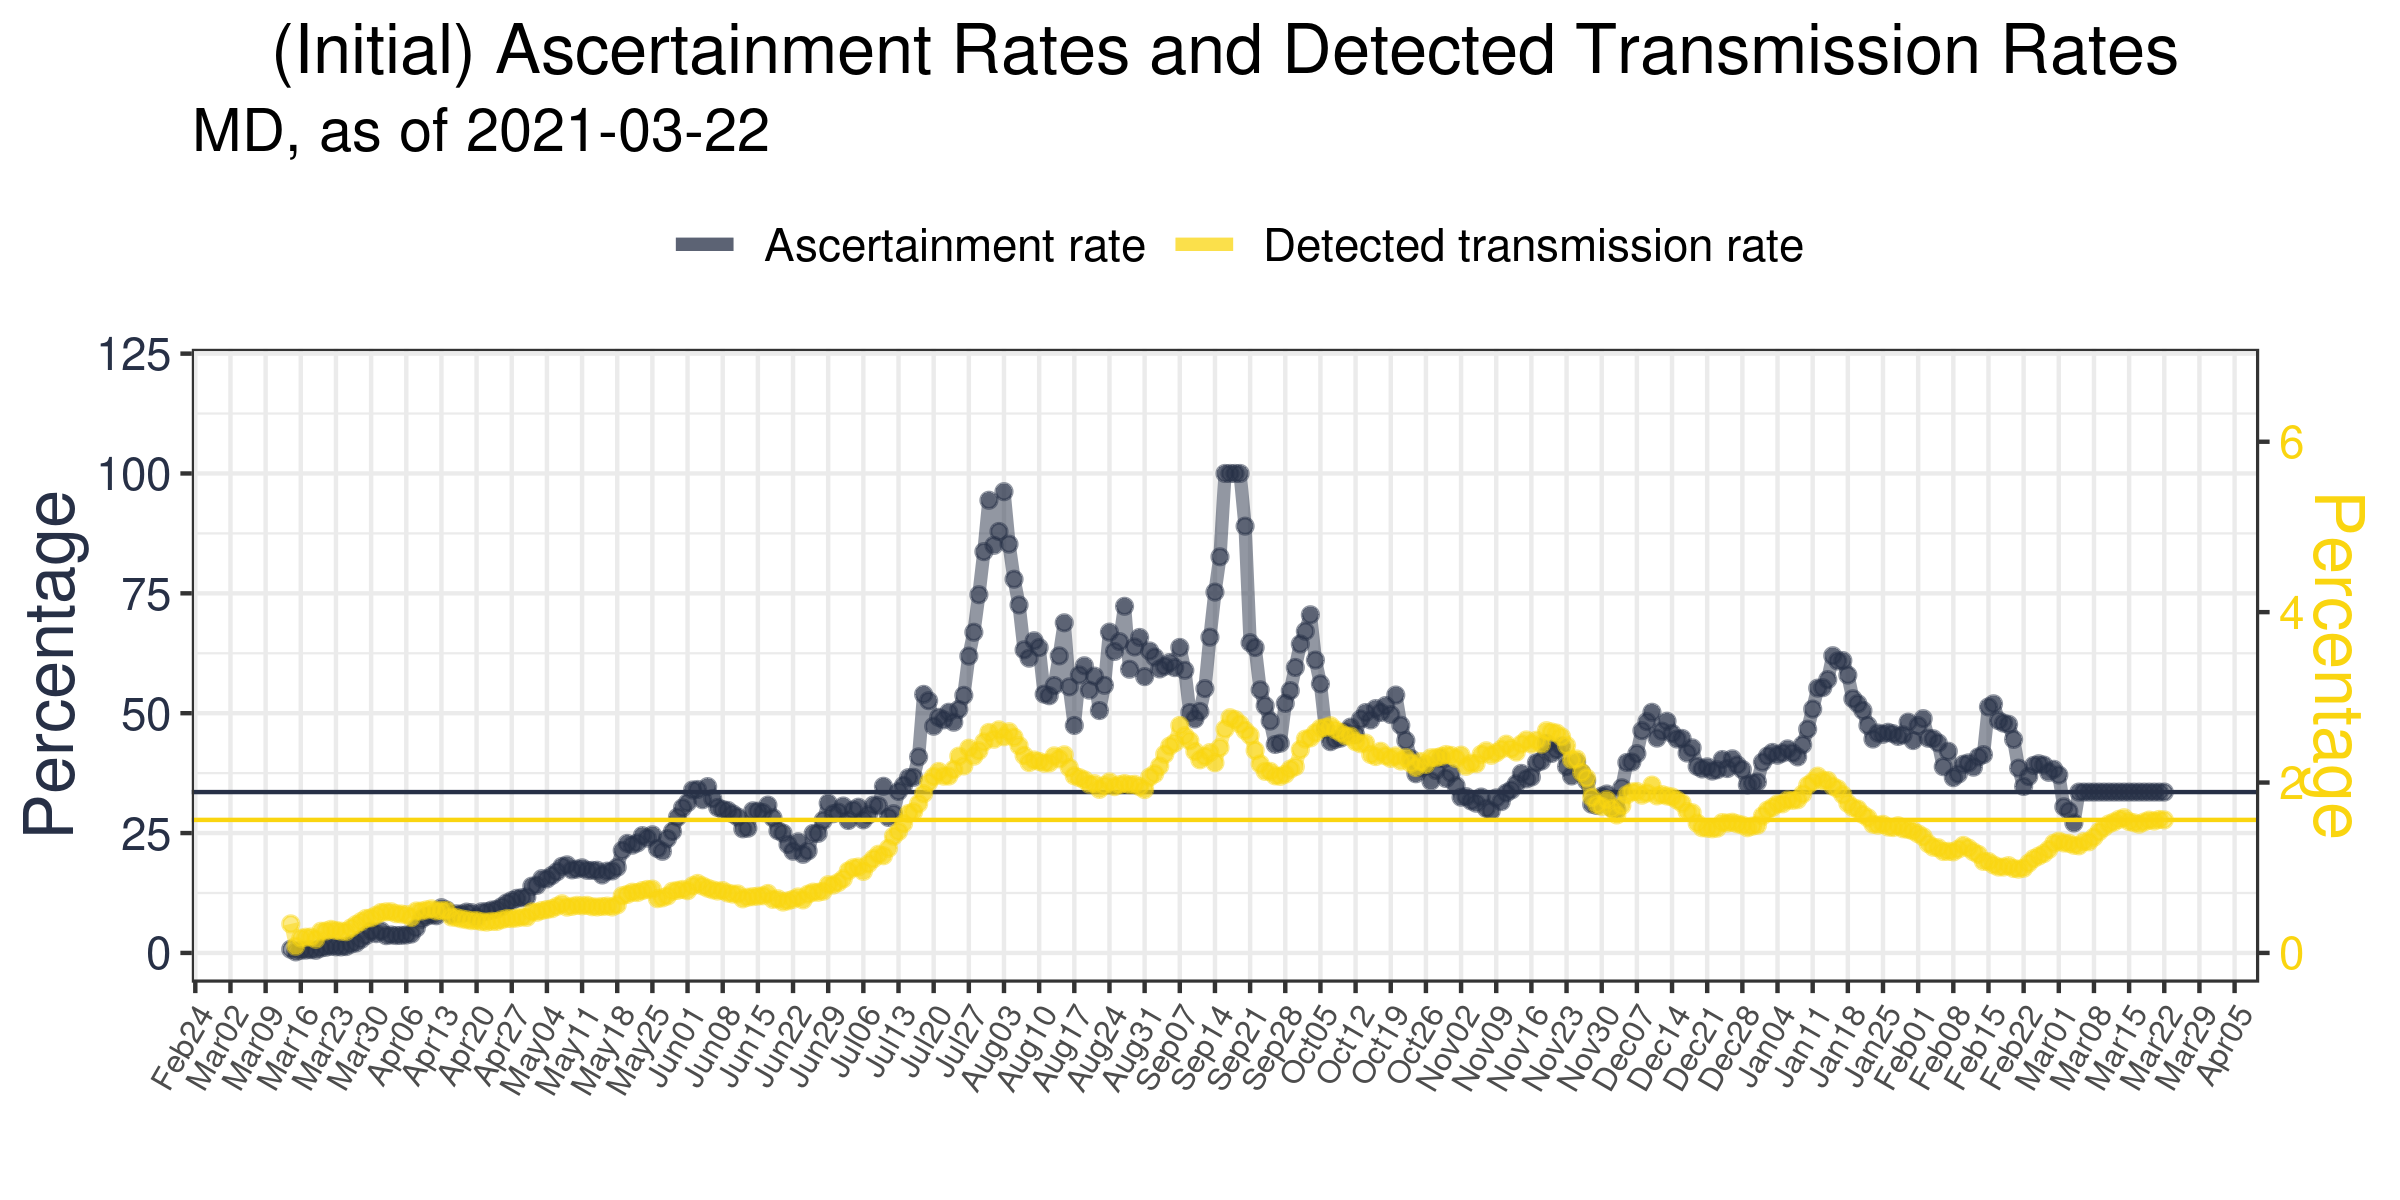 (Initial) Ascertainment Rates and Detected Transmission Rates
MD, as of 2021-03-22
Ascertainment rate
Detected transmission rate
Percentage
125
100
75
50
25
0
6
4
2
0
Percentage
Feb24
Mar02
Mar09
Mar16
Mar23
Mar30
Apr06
Apr13
Apr20
Apr27
May04
May11
May18
May25
Jun01
Jun08
Jun15
Jun22
Jun29
Jul06
Jul13
Jul20
Jul27
Aug03
Aug10
Aug17
Aug24
Aug31
Sep07
Sep14
Sep21
Sep28
Oct05
Oct12
Oct19
Oct26
Nov02
Nov09
Nov16
Nov23
Nov30
Dec07
Dec14
Dec21
Dec28
Jan04
Jan11
Jan18
Jan25
Feb01
Feb08
Feb15
Feb22
Mar01
Mar08
Mar15
Mar22
Mar29
Apr05